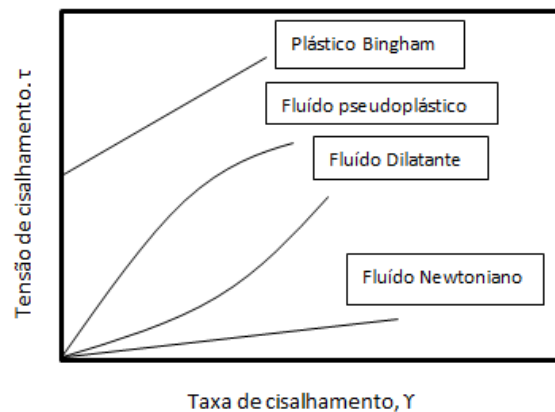 Plástico Bingham
Fluído pseudoplástico
Fluído Dilatante
Fluído Newtoniano
Tensão de cisalhamento. τ
Taxa de cisalhamento, ϒ